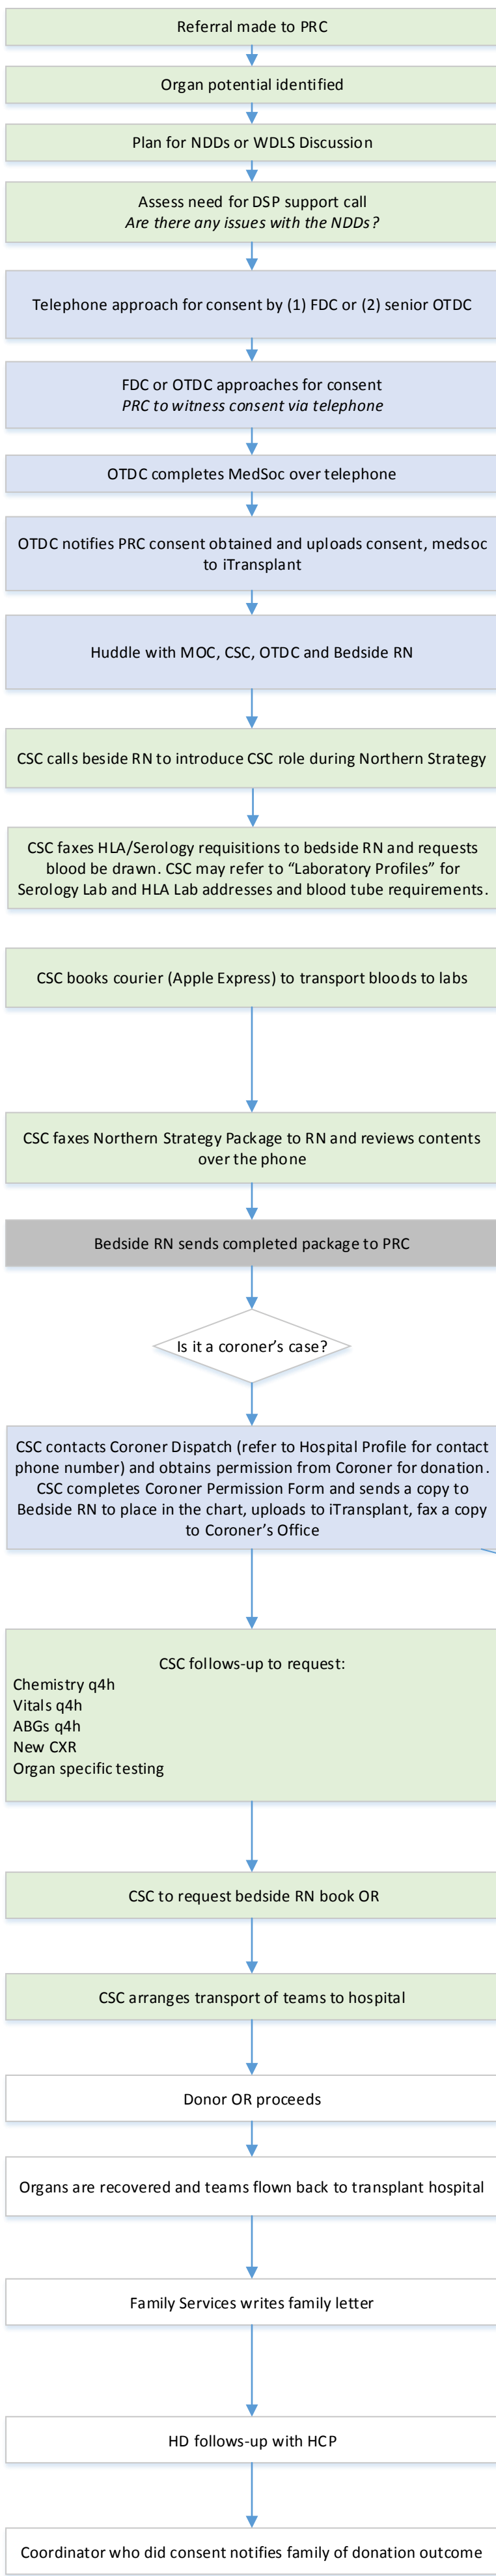 Referral made to PRC
Organ potential identified
Plan for NDDs or WDLS Discussion
Assess need for DSP support call
Are there any issues with the NDDs?
Telephone approach for consent by (1) FDC or (2) senior OTDC
FDC or OTDC approaches for consent
PRC to witness consent via telephone
OTDC completes MedSoc over telephone
OTDC notifies PRC consent obtained and uploads consent, medsoc
to iTransplant
Huddle with MOC, CSC, OTDC and Bedside RN
CSC calls beside RN to introduce CSC role during Northern Strategy
CSC faxes HLA/Serology requisitions to bedside RN and requests
blood be drawn. CSC may refer to “Laboratory Profiles” for
Serology Lab and HLA Lab addresses and blood tube requirements.
CSC books courier (Apple Express) to transport bloods to labs
CSC faxes Northern Strategy Package to RN and reviews contents
over the phone
Bedside RN sends completed package to PRC
Is it a coroner’s case?
CSC contacts Coroner Dispatch (refer to Hospital Profile for contact
phone number) and obtains permission from Coroner for donation.
CSC completes Coroner Permission Form and sends a copy to
Bedside RN to place in the chart, uploads to iTransplant, fax a copy
to Coroner’s Office
CSC follows-up to request:
Chemistry q4h
Vitals q4h
ABGs q4h
New CXR
Organ specific testing
CSC to request bedside RN book OR
CSC arranges transport of teams to hospital
Donor OR proceeds
Organs are recovered and teams flown back to transplant hospital
Family Services writes family letter
HD follows-up with HCP
Coordinator who did consent notifies family of donation outcome